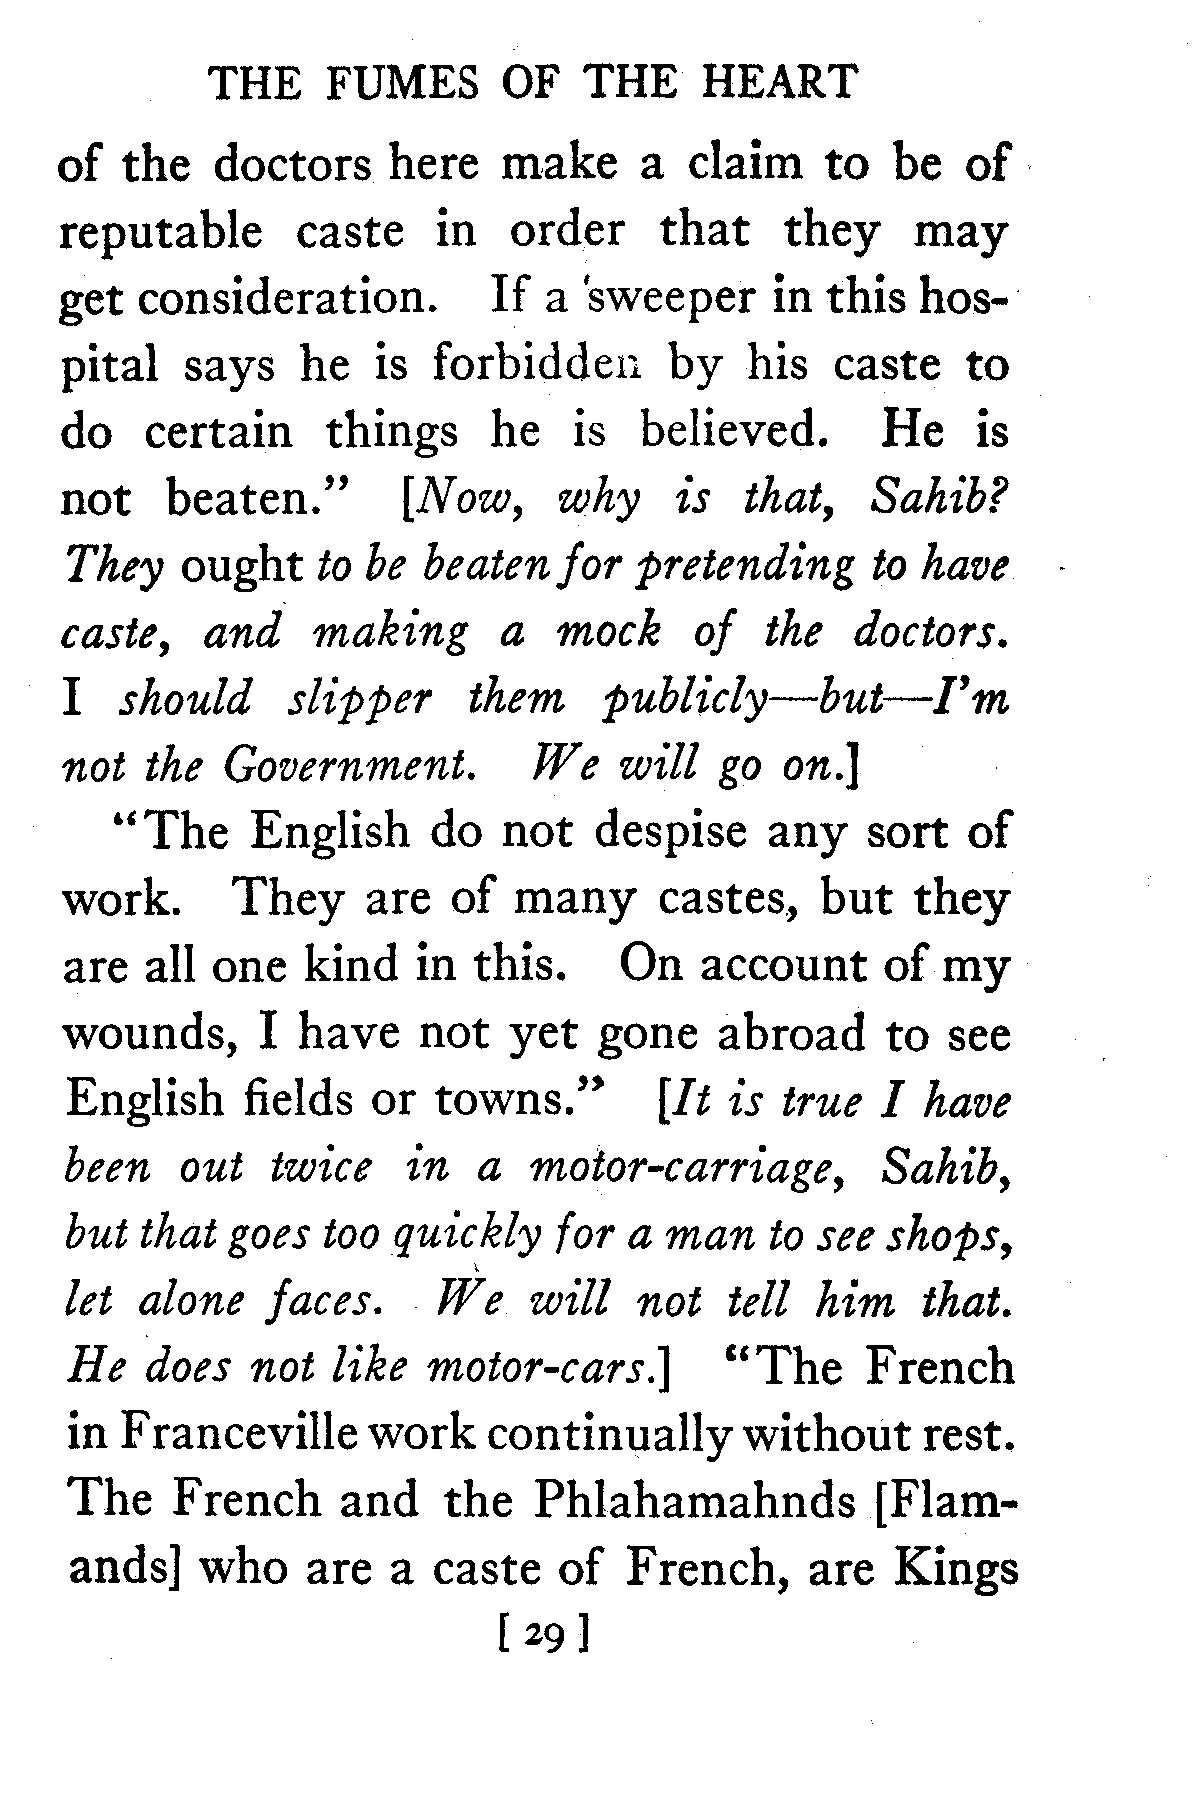 THE FUMES OF THE HEART
of the doctors here make a claim to be of
reputable caste in order that they may
get consideration. If a sweeper in this hos-
pital says he is forbidden by his caste to
do certain things he is believed. He is
not beaten.” [Now, why is that, Sahib?
They ought to be beaten for pretending to have
caste, and making a mock of the doctors.
I should slipper them publicly—but—I’m
not the Government. We will go on.]
“The English do not despise any sort of
work. They are of many castes, but they
are all one kind in this. On account of my
wounds, I have not yet gone abroad to see
English fields or towns.” [It is true I have
been out twice in a motor-carriage, Sahib,
but that goes too quickly for a man to see shops,
let alone faces. We will not tell him that.
He does not like motor-cars.] “The French
in Franceville work continually without rest.
The French and the Phlahamahnds [Flam-
ands] who are a caste of French, are Kings
[ 29 ]